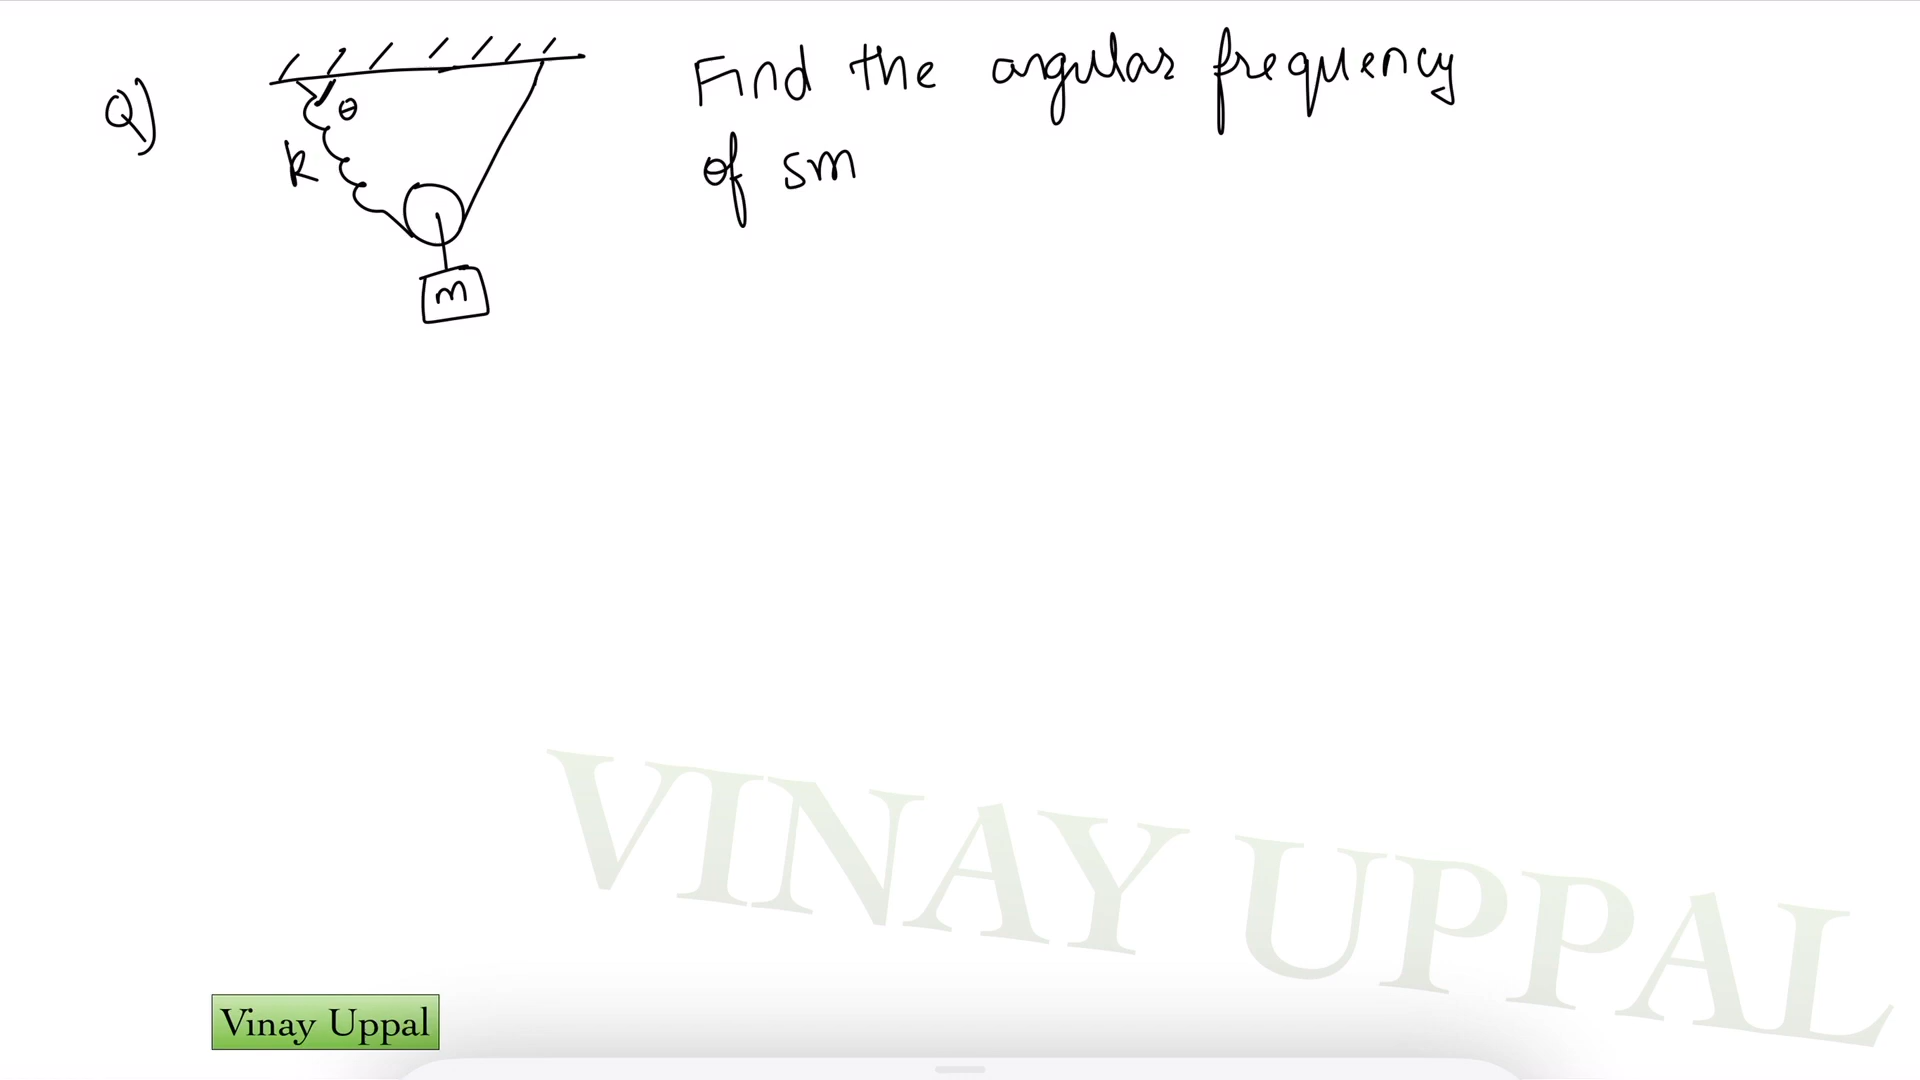 Q)
θ
k
m
Find the angular frequency
of sm
VINAY UPPAL
Vinay Uppal